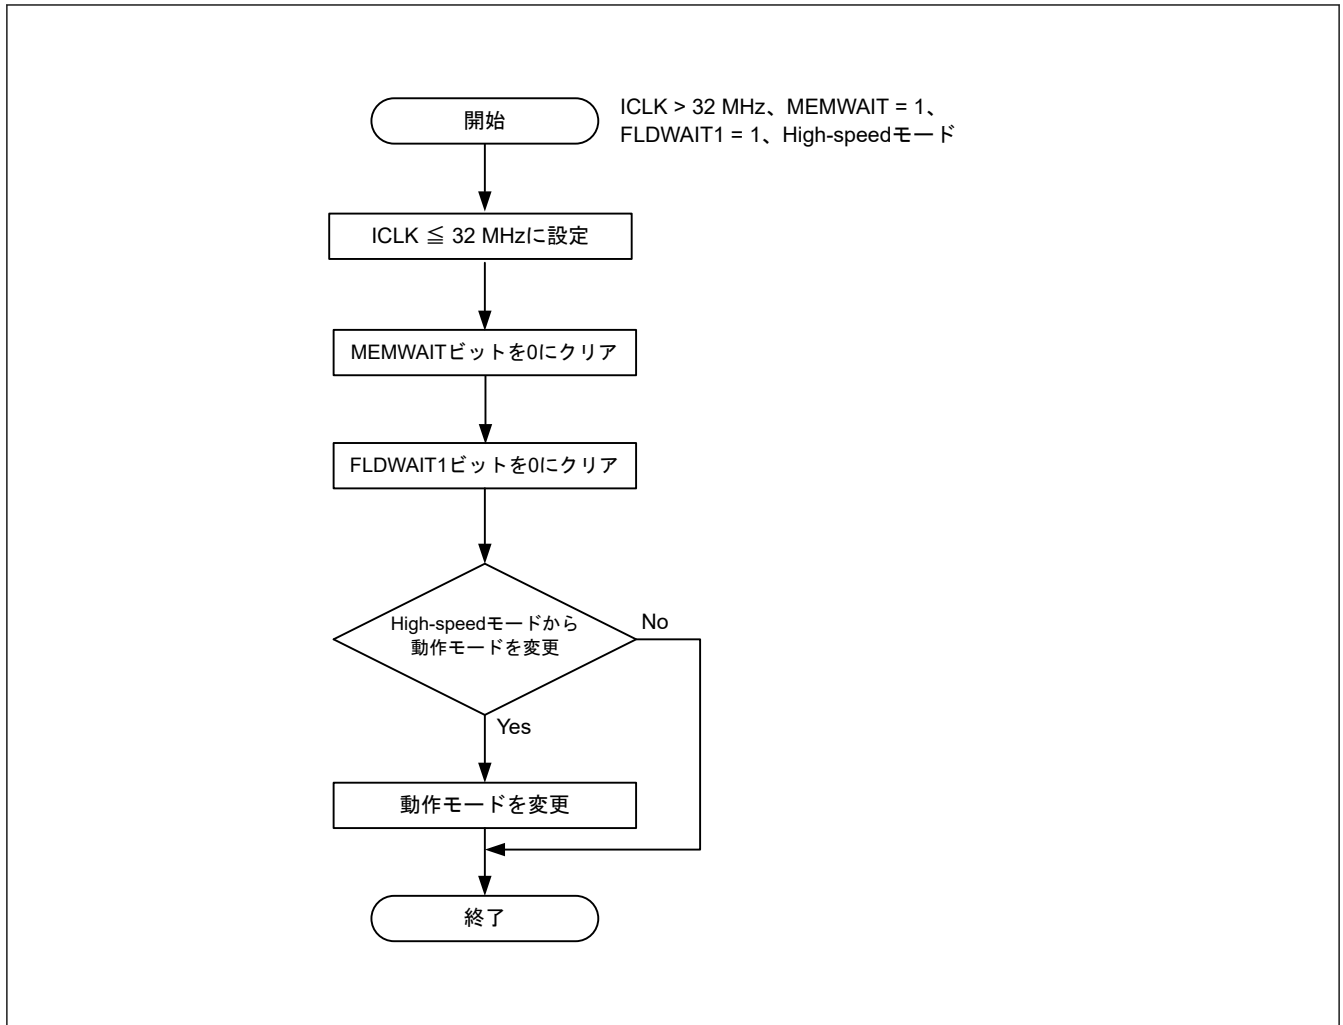 開始
ICLK > 32 MHz、MEMWAIT = 1、
FLDWAIT1 = 1、High-speedモード
ICLK ≦ 32 MHzに設定
MEMWAITビットを0にクリア
FLDWAIT1ビットを0にクリア
High-speedモードから
動作モードを変更
No
Yes
動作モードを変更
終了